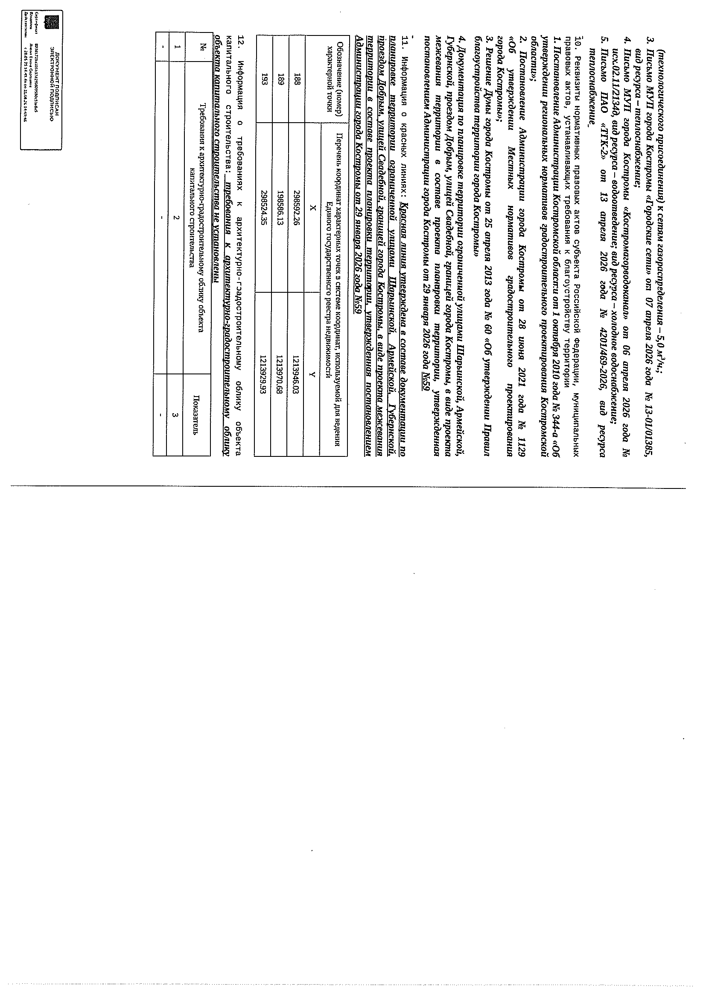 (технологического присоединения) к сетям газораспределения – 5,0 м³/ч.;
3. Письмо МУП города Костромы «Городские сети» от 07 апреля 2026 года № 13-01/01385,
вид ресурса – теплоснабжение;
4. Письмо МУП города Костромы «Костромагорводоканал» от 06 апреля 2026 года №
исх.02.11/2134д, вид ресурса – водоотведение; вид ресурса – холодное водоснабжение;
5. Письмо ПАО «ТГК-2» от 13 апреля 2026 года № 4201/469-2026, вид ресурса
теплоснабжение
10. Реквизиты нормативных правовых актов субъекта Российской Федерации, муниципальных
правовых актов, устанавливающих требования к благоустройству территории
1. Постановление Администрации Костромской области от 1 октября 2010 года № 344-а «Об
утверждении региональных нормативов градостроительного проектирования Костромской
области»;
2. Постановление Администрации города Костромы от 28 июня 2021 года № 1129
«Об утверждении Местных нормативов градостроительного проектирования
города Костромы»;
3. Решение Думы города Костромы от 25 апреля 2013 года № 60 «Об утверждении Правил
благоустройства территории города Костромы»
4. Документация по планировке территории ограниченной улицами Шарьинской, Армейской,
Губернской, проездом Добрым, улицей Свадебной, границей города Костромы, в виде проекта
межевания территории в составе проекта планировки территории, утвержденная
постановлением Администрации города Костромы от 29 января 2026 года №59
11. Информация о красных линиях: Красная линия утверждена в составе документации по
планировке территории ограниченной улицами Шарьинской, Армейской, Губернской,
проездом Добрым, улицей Свадебной, границей города Костромы, в виде проекта межевания
территории в составе проекта планировки территории, утвержденная постановлением
Администрации города Костромы от 29 января 2026 года №59
Обозначение (номер) характерной точки
Перечень координат характерных точек в системе координат, используемой для ведения
Единого государственного реестра недвижимости
X Y
188 298592.26 1213946.03
189 198586.13 1213970.68
193 298524.35 1213929.93
12. Информация о требованиях к архитектурно-градостроительному облику объекта
капитального строительства: требования к архитектурно-градостроительному облику
объекта капитального строительства не установлены
№ Требования к архитектурно-градостроительному облику объекта капитального строительства Показатель
1 2 3
- - -
ДОКУМЕНТ ПОДПИСАН
ЭЛЕКТРОННОЙ ПОДПИСЬЮ
Сертификат
Владелец Елена Сергеевна
Действителен